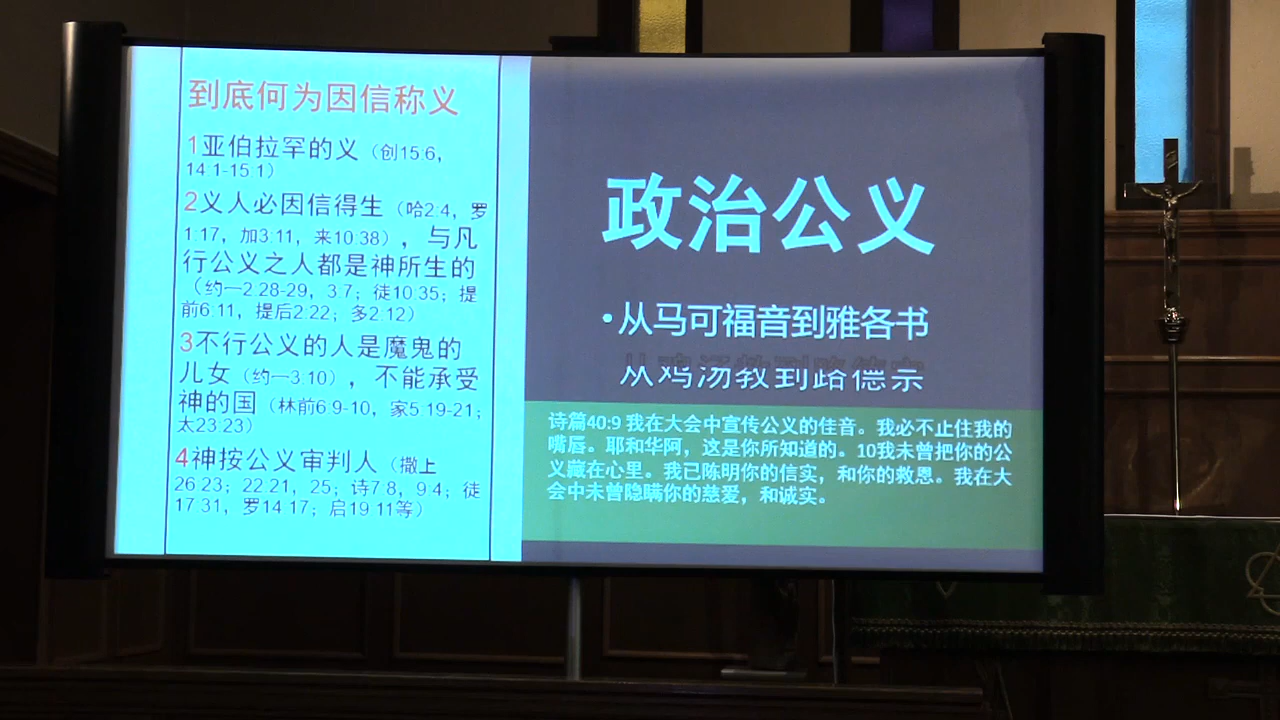 到底何为因信称义
1亚伯拉罕的义（创15:6,
14:1-15:1）
2义人必因信得生（哈2:4，罗
1:17，加3:11，来10:38），与凡
行公义之人都是神所生的
（约一2:28-29，3:7；徒10:35；提
前6:11，提后2:22；多2:12）
3不行公义的人是魔鬼的
儿女（约一3:10），不能承受
神的国（林前6:9-10，家5:19-21；
太23:23）
4神按公义审判人（撒上
26:23；22:21，25；诗7:8，9:4；徒
17:31，罗14:17；启19:11等）
政治公义
•从马可福音到雅各书
从鸡汤教到路德宗
诗篇40:9 我在大会中宣传公义的佳音。我必不止住我的
嘴唇。耶和华阿，这是你所知道的。10我未曾把你的公
义藏在心里。我已陈明你的信实，和你的救恩。我在大
会中未曾隐瞒你的慈爱，和诚实。